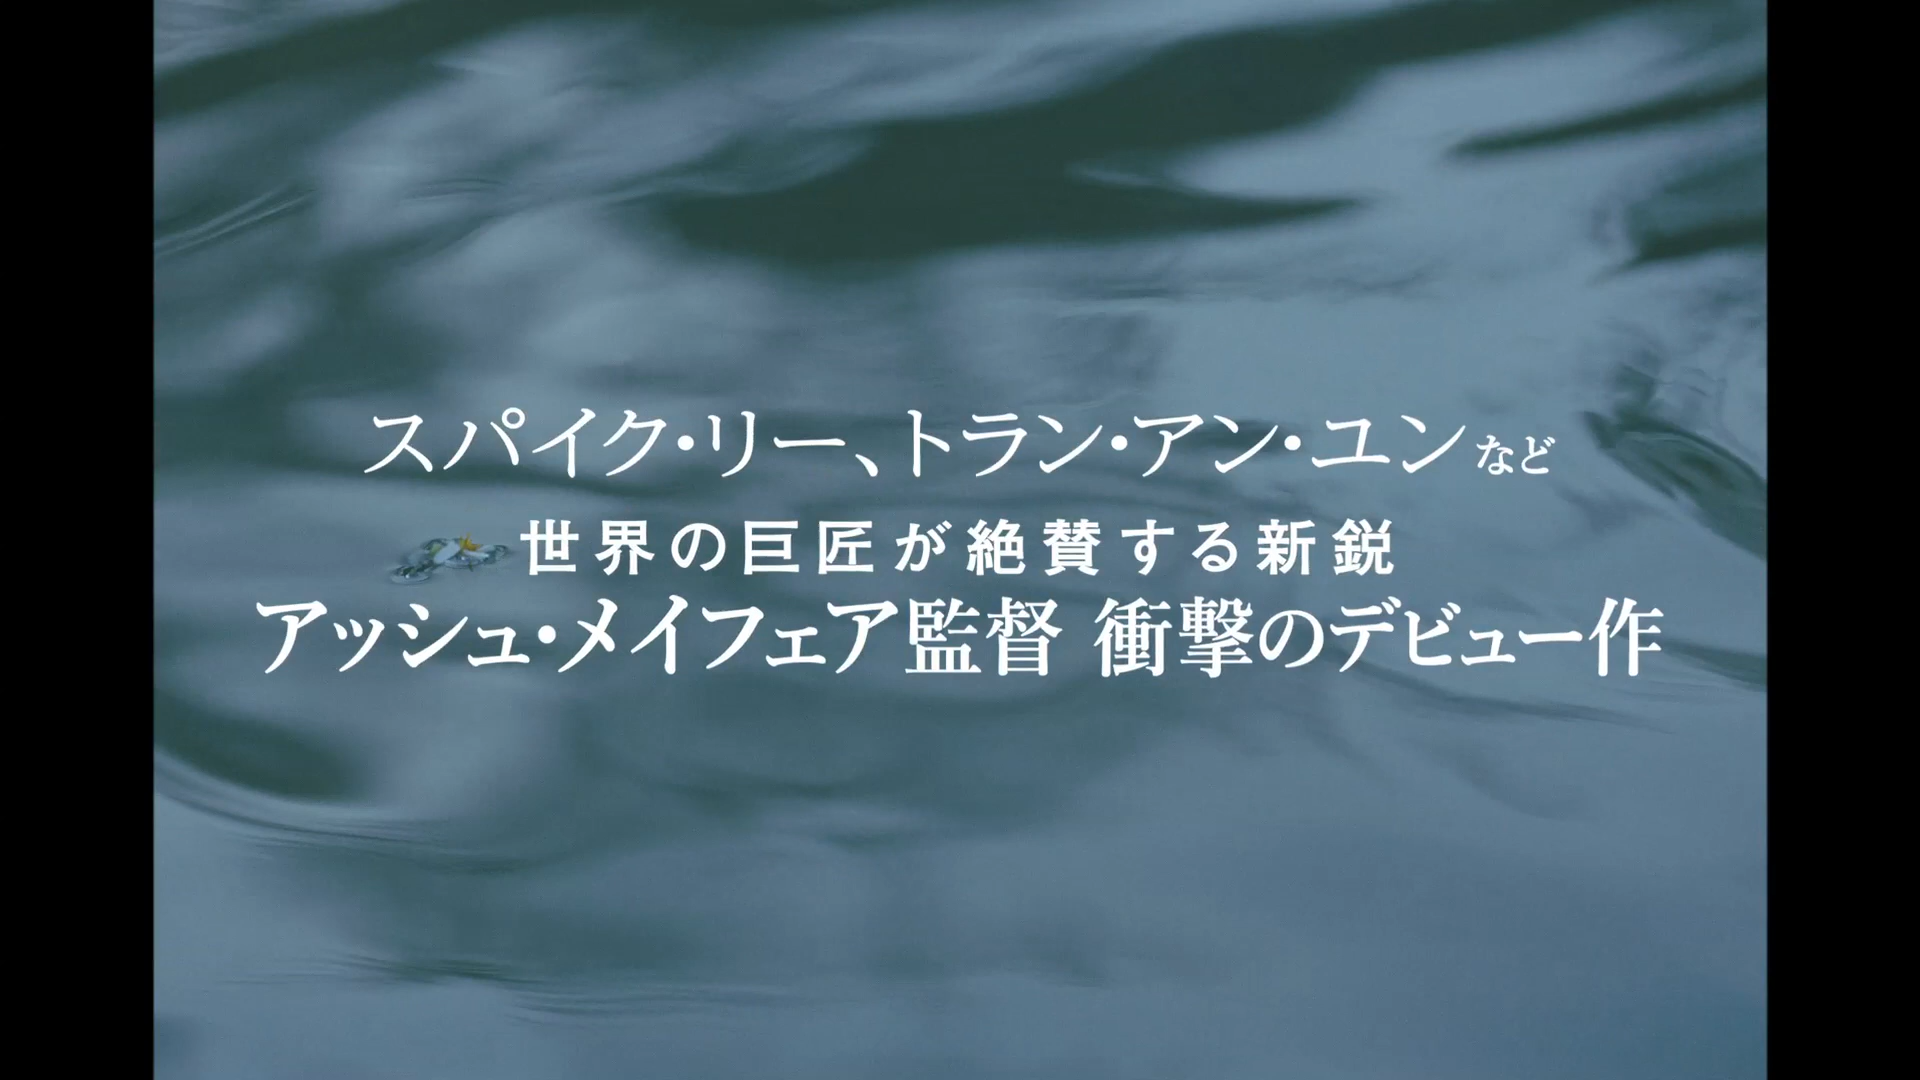 スパイク・リー、トラン・アン・ユンなど
世界の巨匠が絶賛する新鋭
アッシュ・メイフェア監督 衝撃のデビュー作